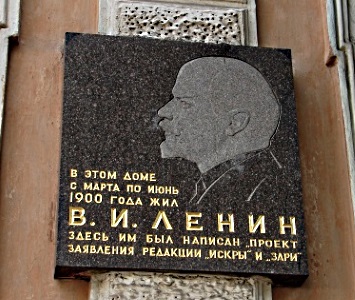 В ЭТОМ ДОМЕ
С МАРТА ПО ИЮНЬ
1900 ГОДА ЖИЛ
В. И. ЛЕНИН
ЗДЕСЬ ИМ БЫЛ НАПИСАН „ПРОЕКТ
ЗАЯВЛЕНИЯ РЕДАКЦИИ „ИСКРЫ" И „ЗАРИ"